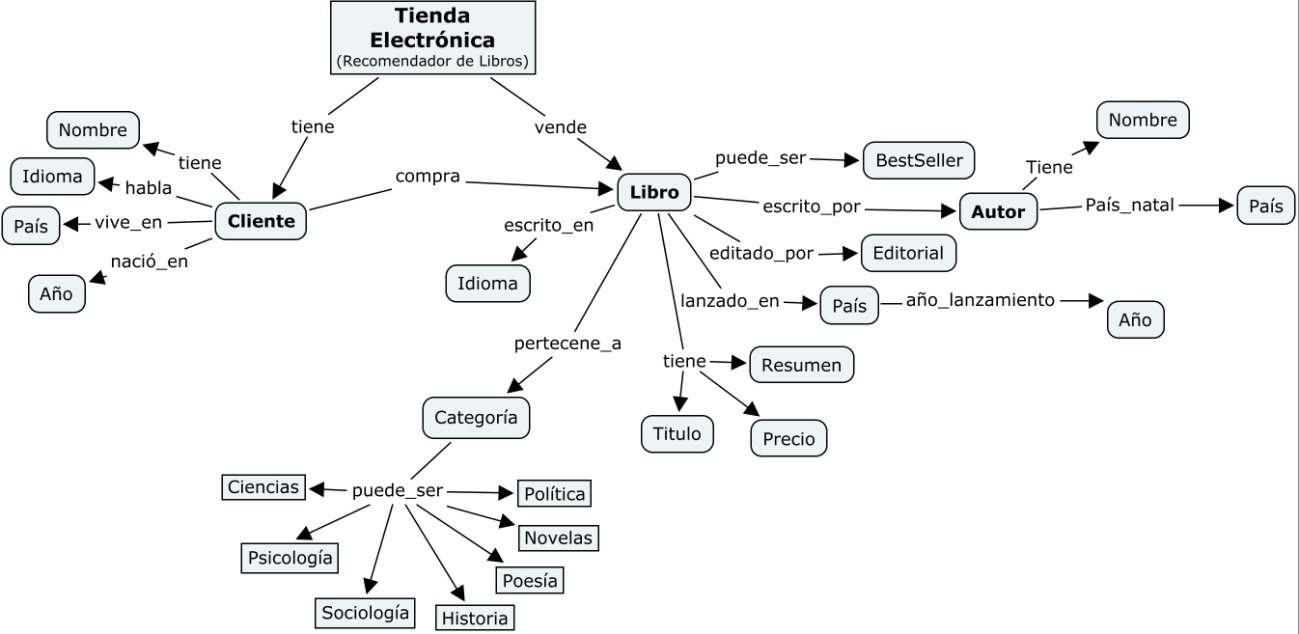 Tienda
Electrónica
(Recomendador de Libros)
tiene
vende
Nombre
tiene
Idioma
habla
País
vive_en
Cliente
nació_en
Año
compra
Libro
puede_ser
BestSeller
escrito_por
Autor
Tiene
Nombre
País_natal
País
escrito_en
Idioma
editado_por
Editorial
lanzado_en
País
año_lanzamiento
Año
pertecene_a
tiene
Resumen
Titulo
Precio
Categoría
puede_ser
Ciencias
Política
Psicología
Novelas
Sociología
Poesía
Historia